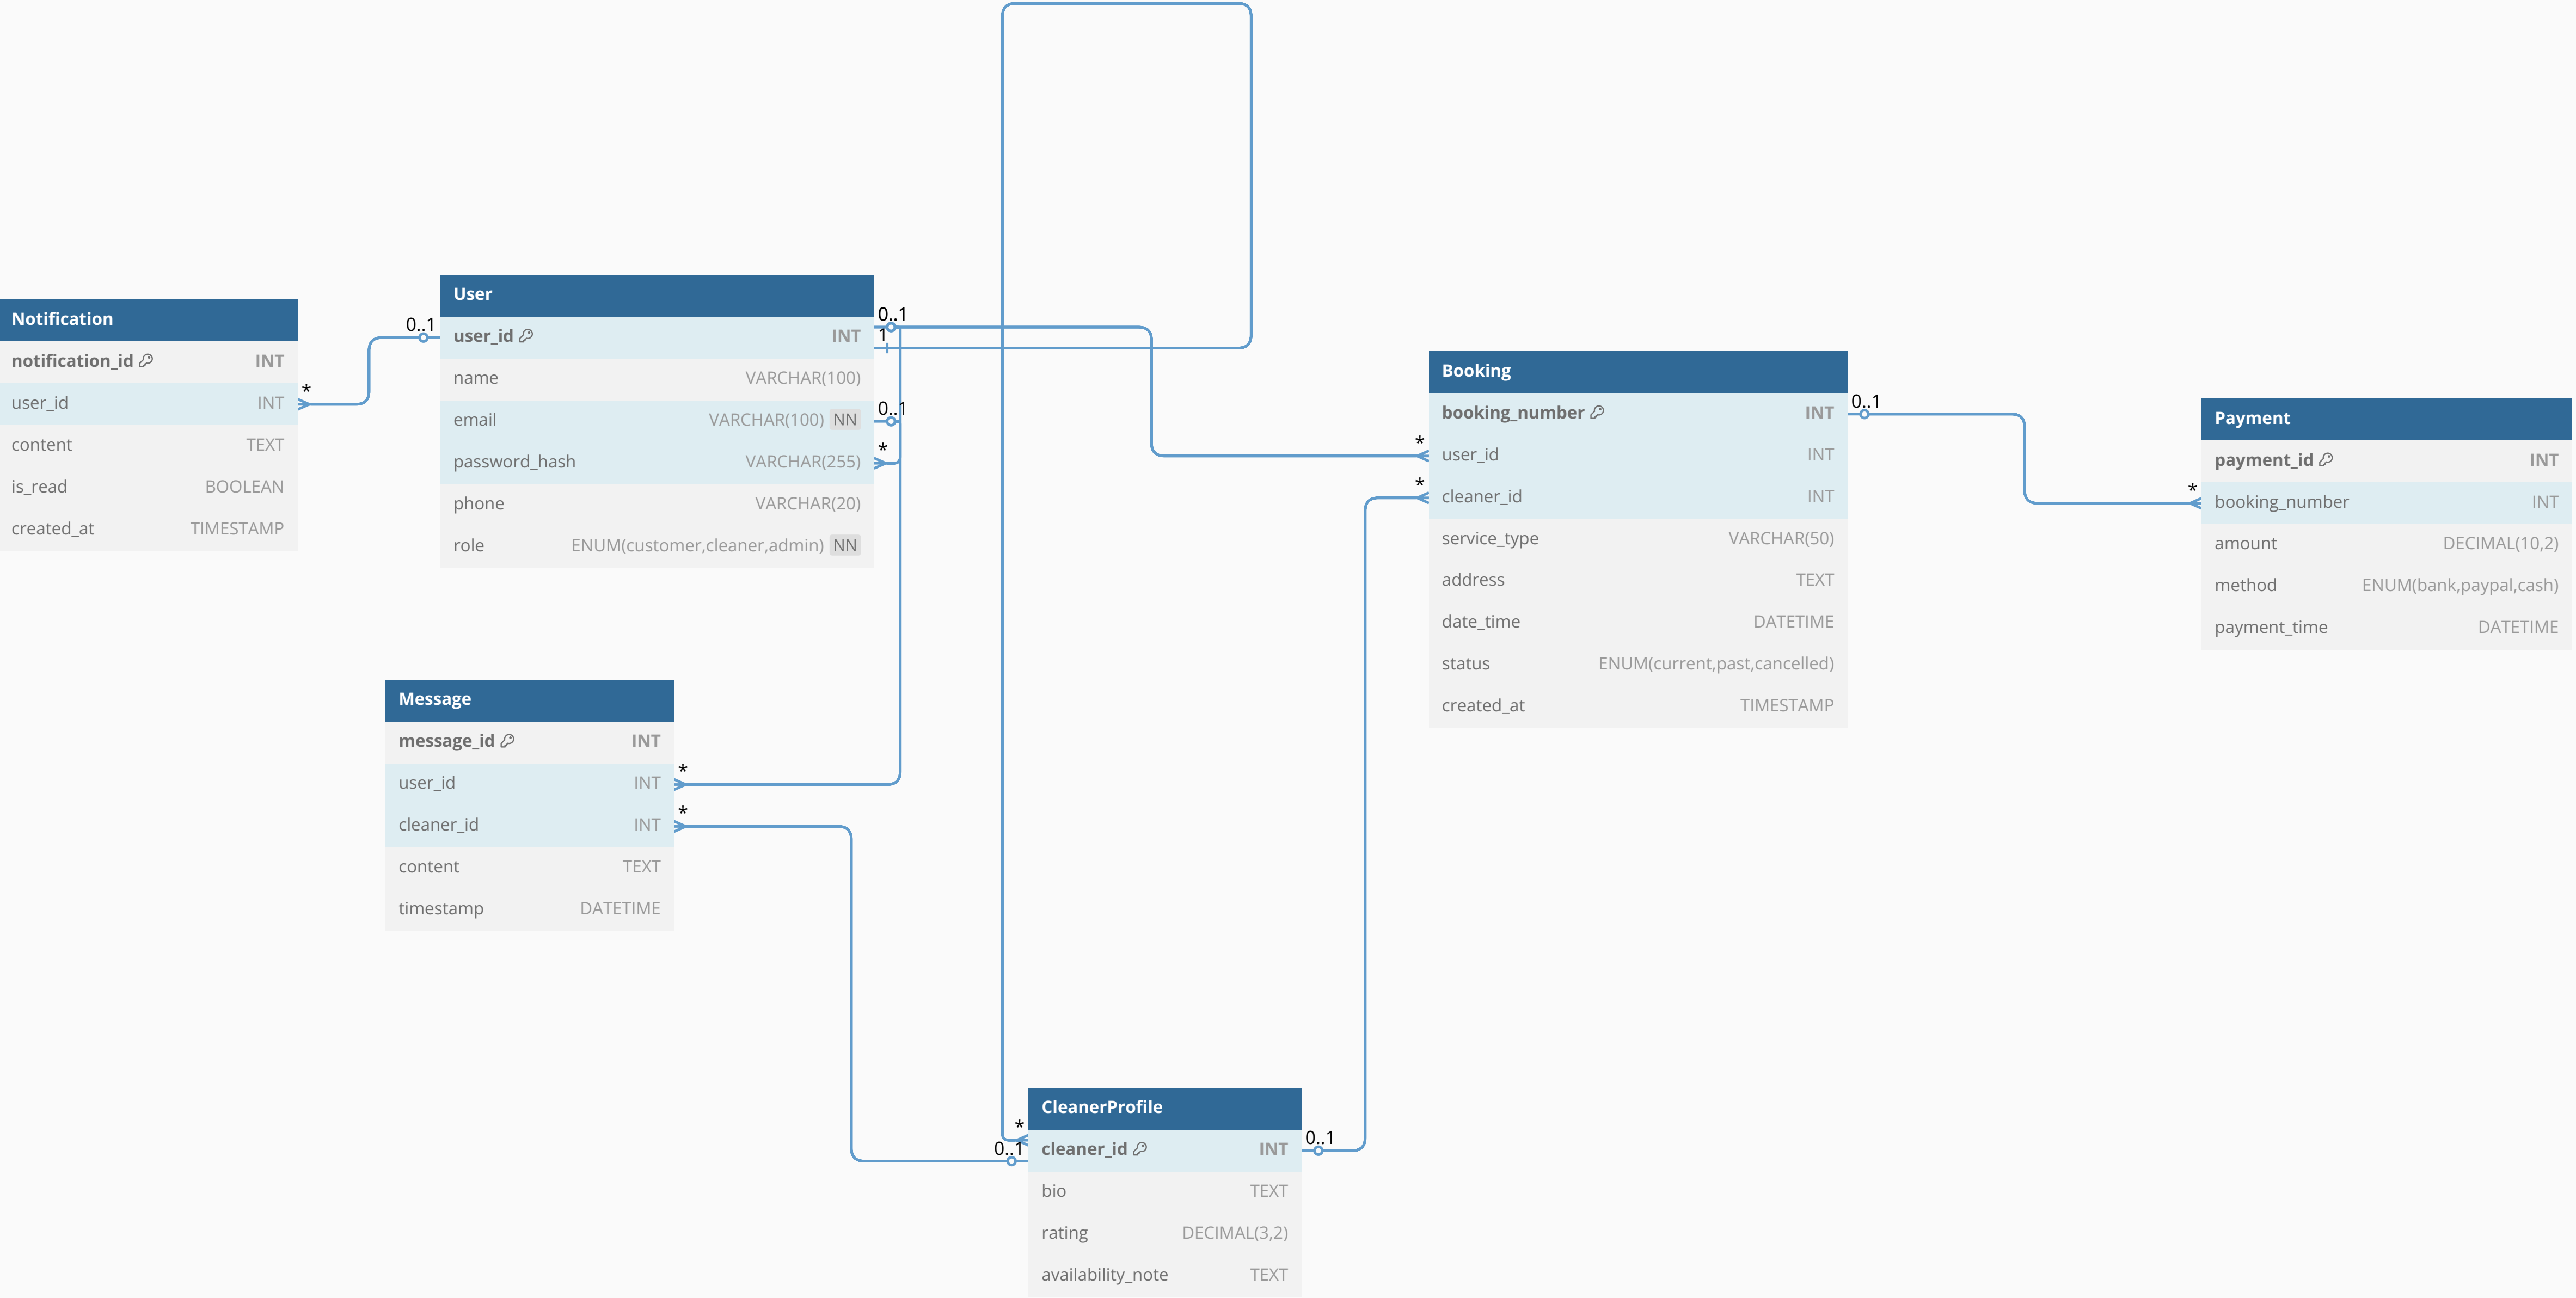 Notification
notification_id INT
user_id INT
content TEXT
is_read BOOLEAN
created_at TIMESTAMP
*
0..1
User
user_id INT
name VARCHAR(100)
email VARCHAR(100) NN
password_hash VARCHAR(255)
phone VARCHAR(20)
role ENUM(customer,cleaner,admin) NN
0..1
1
0..1
*
Message
message_id INT
user_id INT
cleaner_id INT
content TEXT
timestamp DATETIME
*
*
Booking
booking_number INT
user_id INT
cleaner_id INT
service_type VARCHAR(50)
address TEXT
date_time DATETIME
status ENUM(current,past,cancelled)
created_at TIMESTAMP
*
*
0..1
Payment
payment_id INT
booking_number INT
amount DECIMAL(10,2)
method ENUM(bank,paypal,cash)
payment_time DATETIME
*
CleanerProfile
cleaner_id INT
bio TEXT
rating DECIMAL(3,2)
availability_note TEXT
*
0..1
0..1